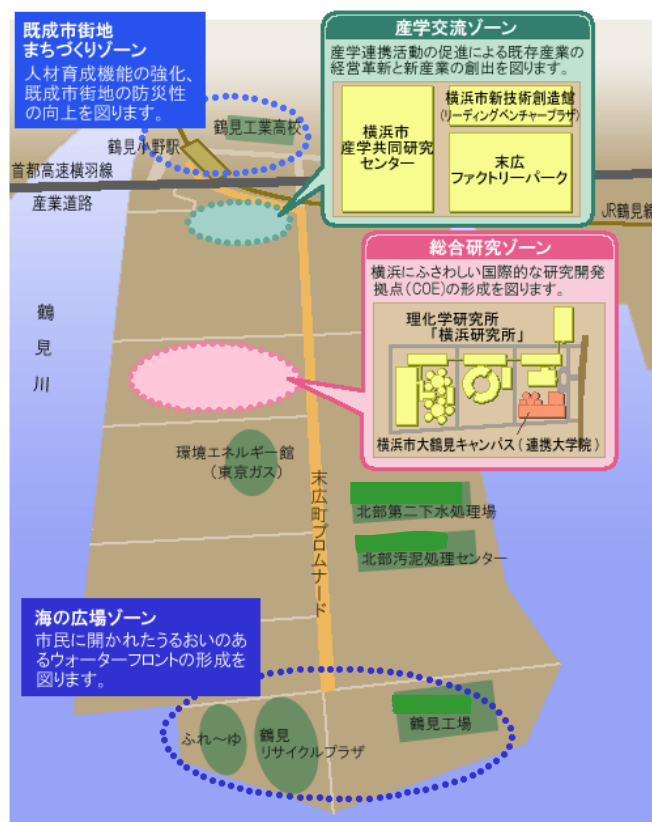 既成市街地
まちづくりゾーン
人材育成機能の強化、
既成市街地の防災性
の向上を図ります。
産学交流ゾーン
産学連携活動の促進による既存産業の
経営革新と新産業の創出を図ります。
横浜市
産学共同研究
センター
横浜市新技術創造館
(リーディングベンチャープラザ)
末広
ファクトリーパーク
鶴見工業高校
鶴見小野駅
首都高速横羽線
産業道路
JR鶴見線
総合研究ゾーン
横浜にふさわしい国際的な研究開発
拠点(COE)の形成を図ります。
理化学研究所
「横浜研究所」
横浜市大鶴見キャンパス(連携大学院)
鶴見川
環境エネルギー館
(東京ガス)
末広町プロムナード
北部第二下水処理場
北部汚泥処理センター
海の広場ゾーン
市民に開かれたうるおいのあ
るウォーターフロントの形成を
図ります。
ふれ〜ゆ
鶴見
リサイクルプラザ
鶴見工場